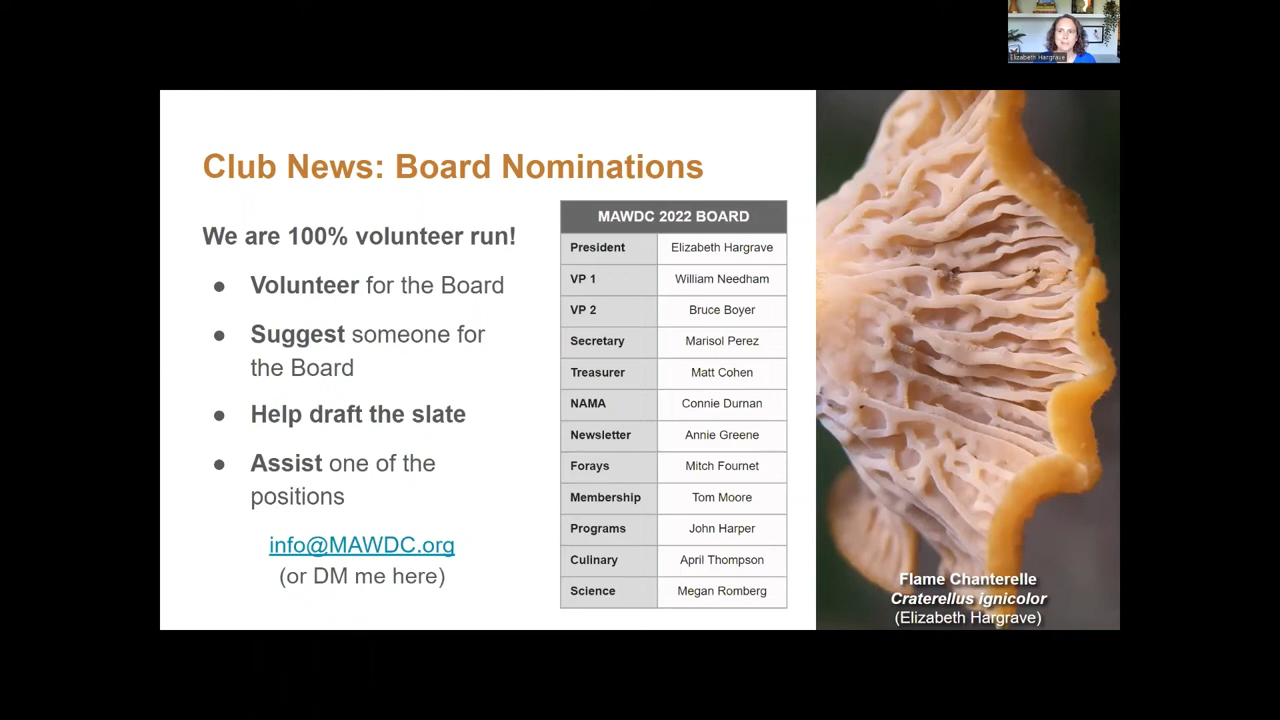 Elizabeth Hargrave
Club News: Board Nominations
We are 100% volunteer run!
● Volunteer for the Board
● Suggest someone for
the Board
● Help draft the slate
● Assist one of the
positions
info@MAWDC.org
(or DM me here)
MAWDC 2022 BOARD
President Elizabeth Hargrave
VP 1 William Needham
VP 2 Bruce Boyer
Secretary Marisol Perez
Treasurer Matt Cohen
NAMA Connie Durnan
Newsletter Annie Greene
Forays Mitch Fournet
Membership Tom Moore
Programs John Harper
Culinary April Thompson
Science Megan Romberg
Flame Chanterelle
Craterellus ignicolor
(Elizabeth Hargrave)